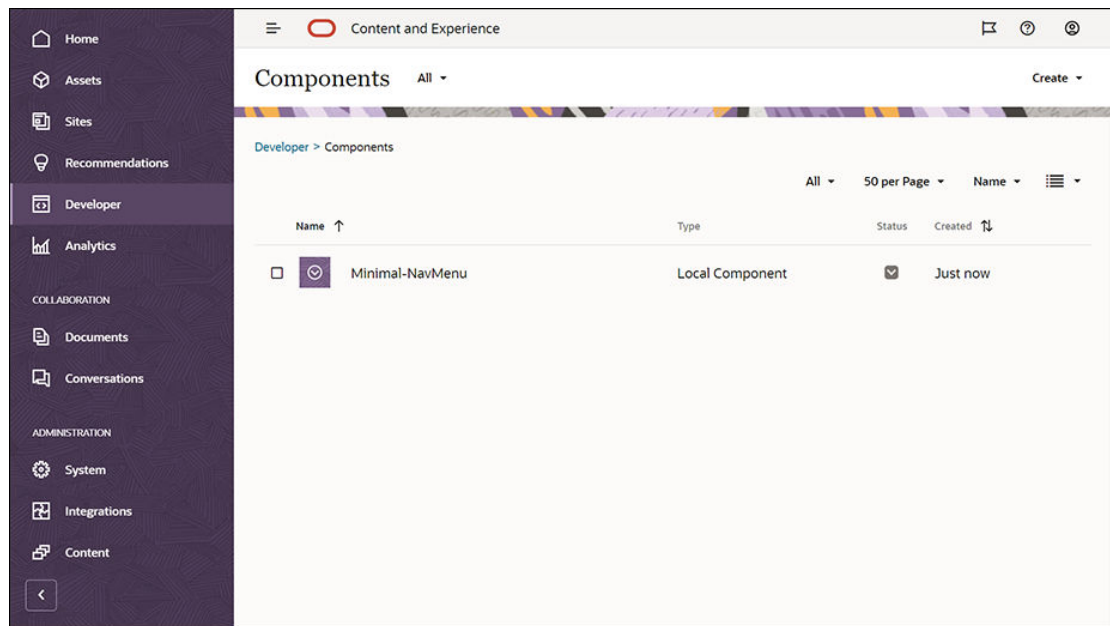 Home
Assets
Sites
Recommendations
Developer
Analytics
COLLABORATION
Documents
Conversations
ADMINISTRATION
System
Integrations
Content
Content and Experience
Components All
Create
Developer > Components
All 50 per Page Name
Name Type Status Created
Minimal-NavMenu Local Component Just now